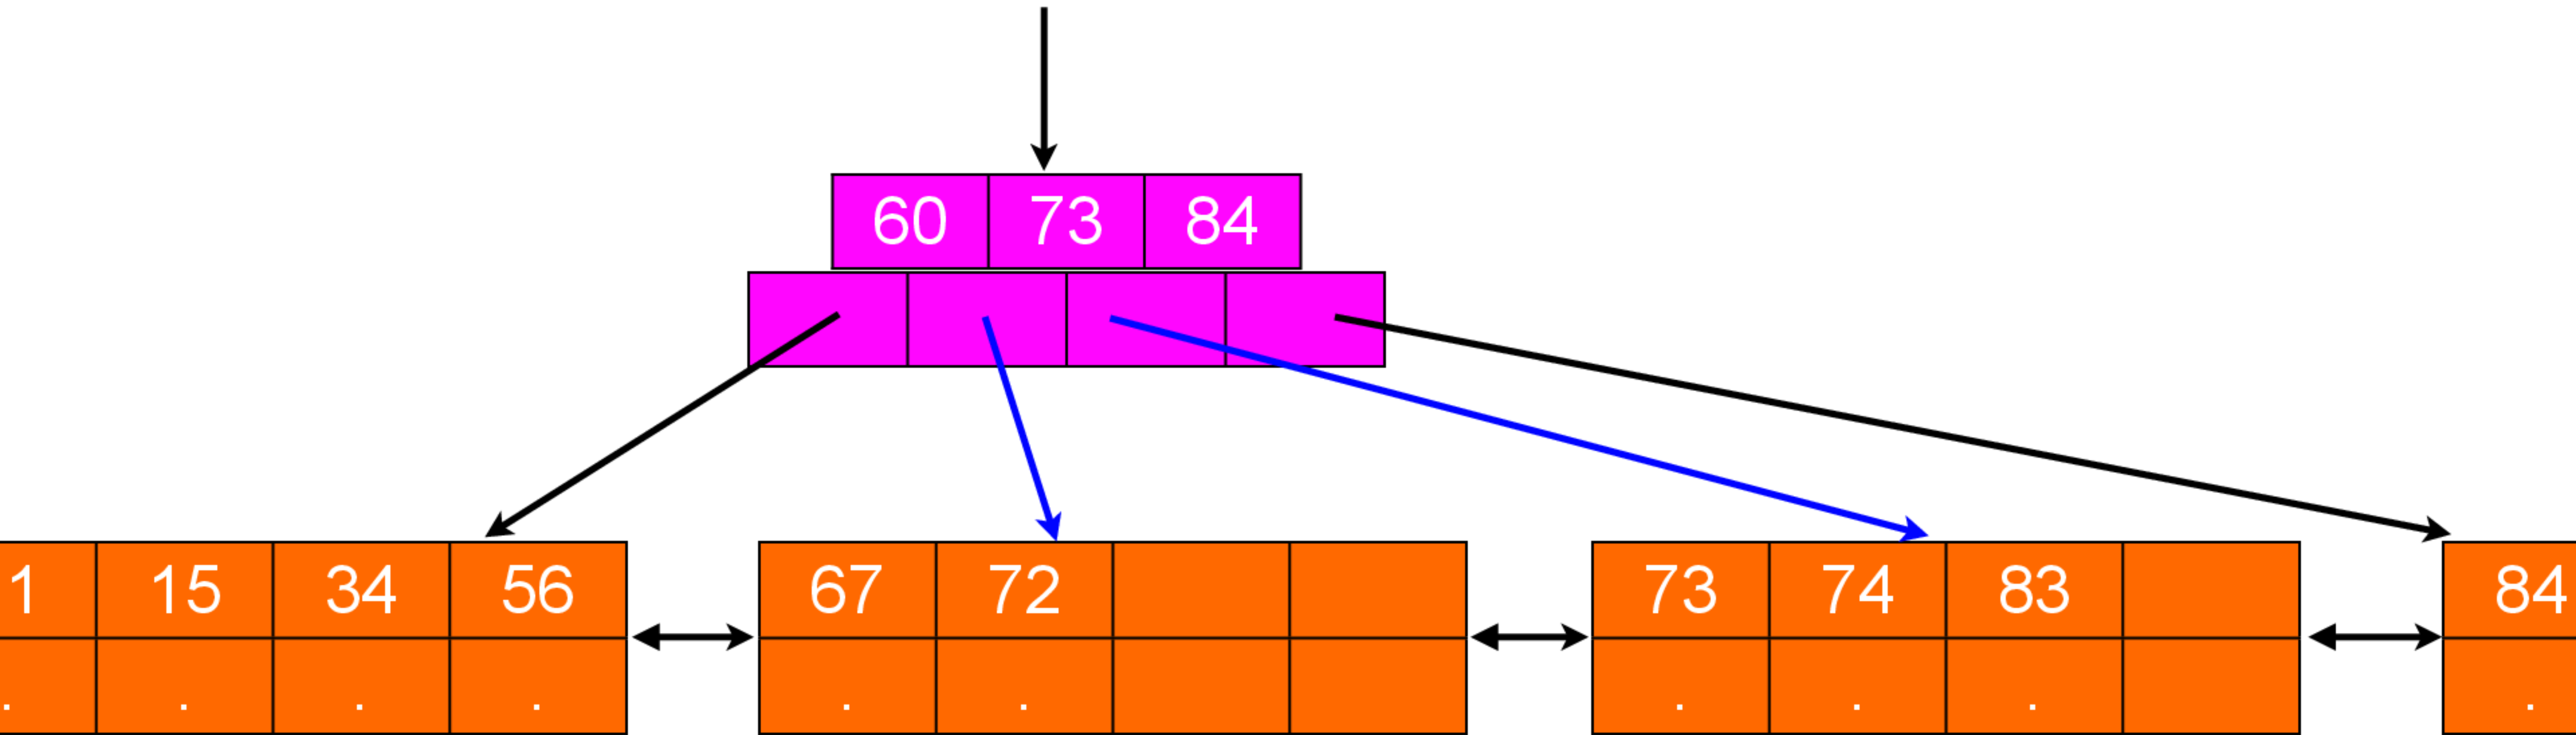 60 73 84
1 15 34 56 67 72 73 74 83 84
. . . . . . . . . .